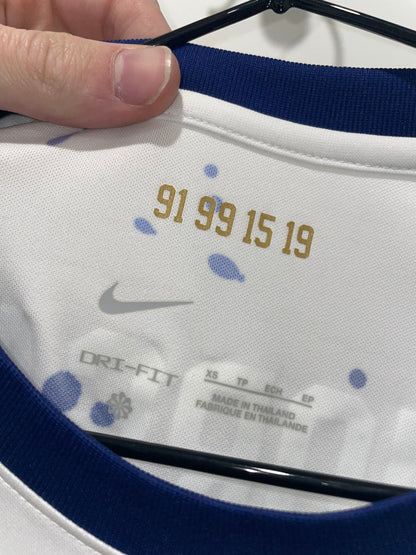 91 99 15 19
DRI-FIT
XS TP ECH EP
MADE IN THAILAND
FABRIQUE EN THAILANDE